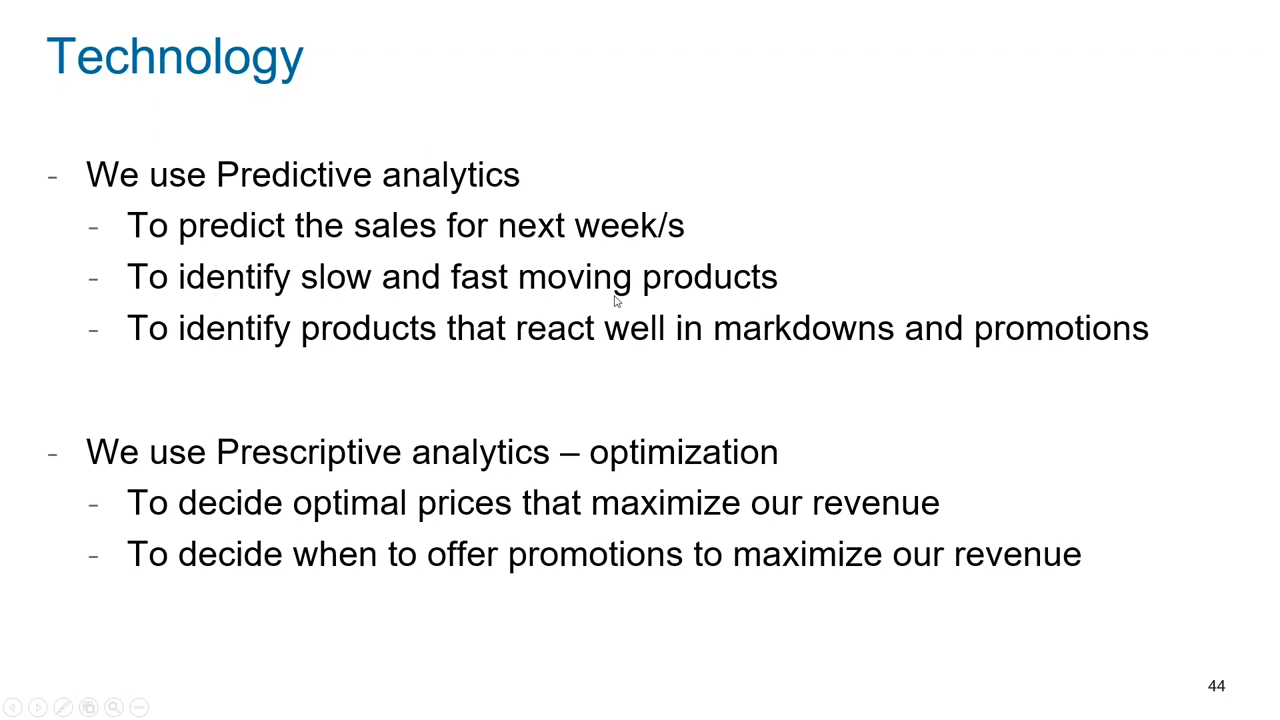 Technology
- We use Predictive analytics
- To predict the sales for next week/s
- To identify slow and fast moving products
- To identify products that react well in markdowns and promotions
- We use Prescriptive analytics – optimization
- To decide optimal prices that maximize our revenue
- To decide when to offer promotions to maximize our revenue
44